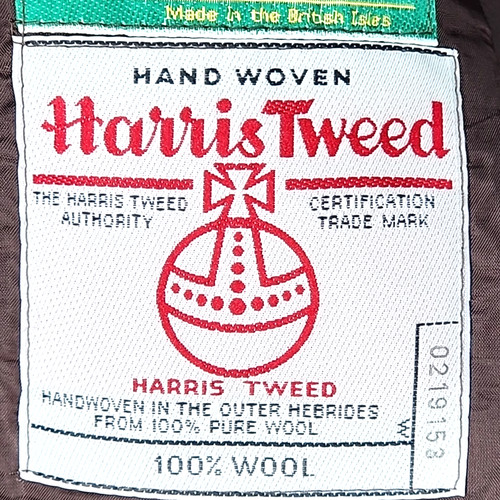 Made in the British Isles
HAND WOVEN
Harris Tweed
THE HARRIS TWEED
AUTHORITY
CERTIFICATION
TRADE MARK
HARRIS TWEED
HANDWOVEN IN THE OUTER HEBRIDES
FROM 100% PURE WOOL
100% WOOL
W
0219153